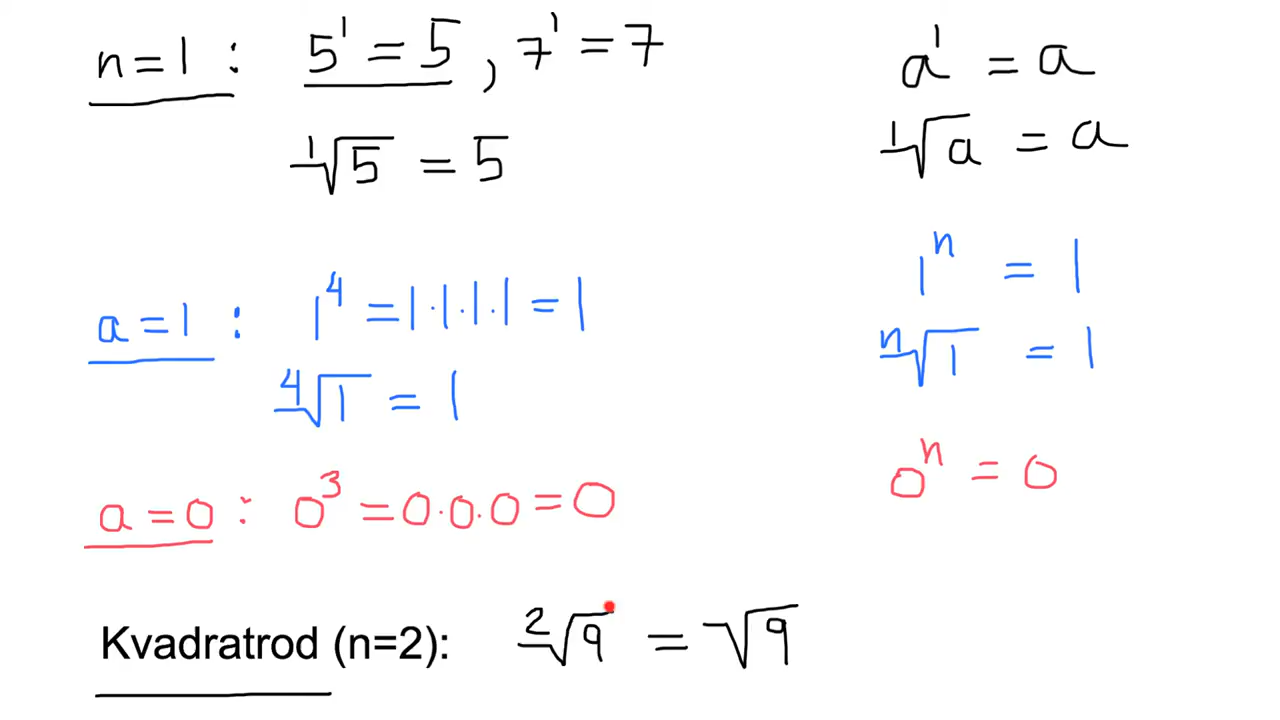 n=1 : 5¹ = 5 , 7¹ = 7
a¹ = a
¹√5 = 5
¹√a = a
1ⁿ = 1
a=1 : 1⁴ = 1·1·1·1 = 1
ⁿ√1 = 1
⁴√1 = 1
0ⁿ = 0
a=0 : 0³ = 0·0·0 = 0
Kvadratrod (n=2): ²√9 = √9